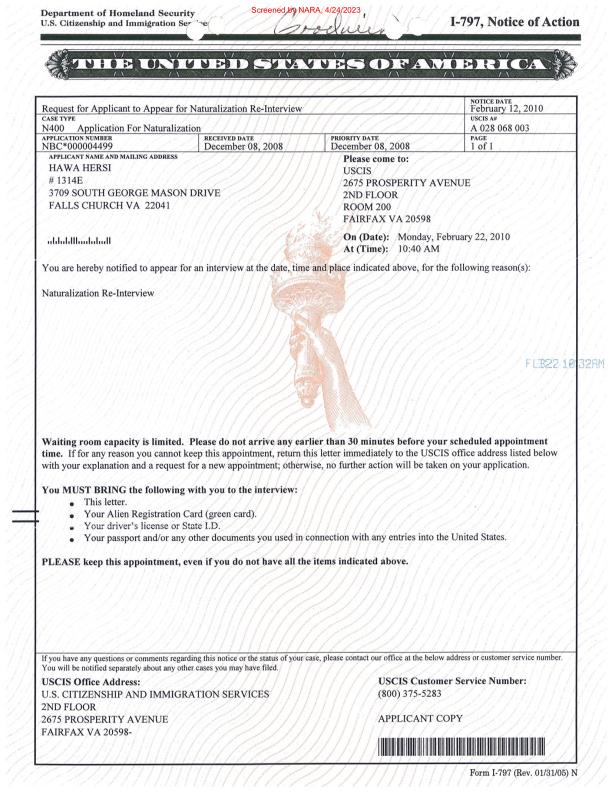 Screened by NARA, 4/24/2023
Department of Homeland Security
U.S. Citizenship and Immigration
I-797, Notice of Action
THE UNITED STATES OF AMERICA
Request for Applicant to Appear for Naturalization Re-Interview
NOTICE DATE
February 12, 2010
CASE TYPE
N400 Application For Naturalization
USCIS A#
A 028 068 003
APPLICATION NUMBER
NBC*000004499
RECEIVED DATE
December 08, 2008
PRIORITY DATE
December 08, 2008
PAGE
1 of 1
APPLICANT NAME AND MAILING ADDRESS
HAWA HERSI
# 1314E
3709 SOUTH GEORGE MASON DRIVE
FALLS CHURCH VA 22041
Please come to:
USCIS
2675 PROSPERITY AVENUE
2ND FLOOR
ROOM 200
FAIRFAX VA 20598
On (Date): Monday, February 22, 2010
At (Time): 10:40 AM
You are hereby notified to appear for an interview at the date, time and place indicated above, for the following reason(s):
Naturalization Re-Interview
Waiting room capacity is limited. Please do not arrive any earlier than 30 minutes before your scheduled appointment
time. If for any reason you cannot keep this appointment, return this letter immediately to the USCIS office address listed below
with your explanation and a request for a new appointment; otherwise, no further action will be taken on your application.
You MUST BRING the following with you to the interview:
• This letter.
• Your Alien Registration Card (green card).
• Your driver's license or State I.D.
• Your passport and/or any other documents you used in connection with any entries into the United States.
PLEASE keep this appointment, even if you do not have all the items indicated above.
If you have any questions or comments regarding this notice or the status of your case, please contact our office at the below address or customer service number.
You will be notified separately about any other cases you may have filed.
USCIS Office Address:
U.S. CITIZENSHIP AND IMMIGRATION SERVICES
2ND FLOOR
2675 PROSPERITY AVENUE
FAIRFAX VA 20598-
USCIS Customer Service Number:
(800) 375-5283
APPLICANT COPY
Form I-797 (Rev. 01/31/05) N